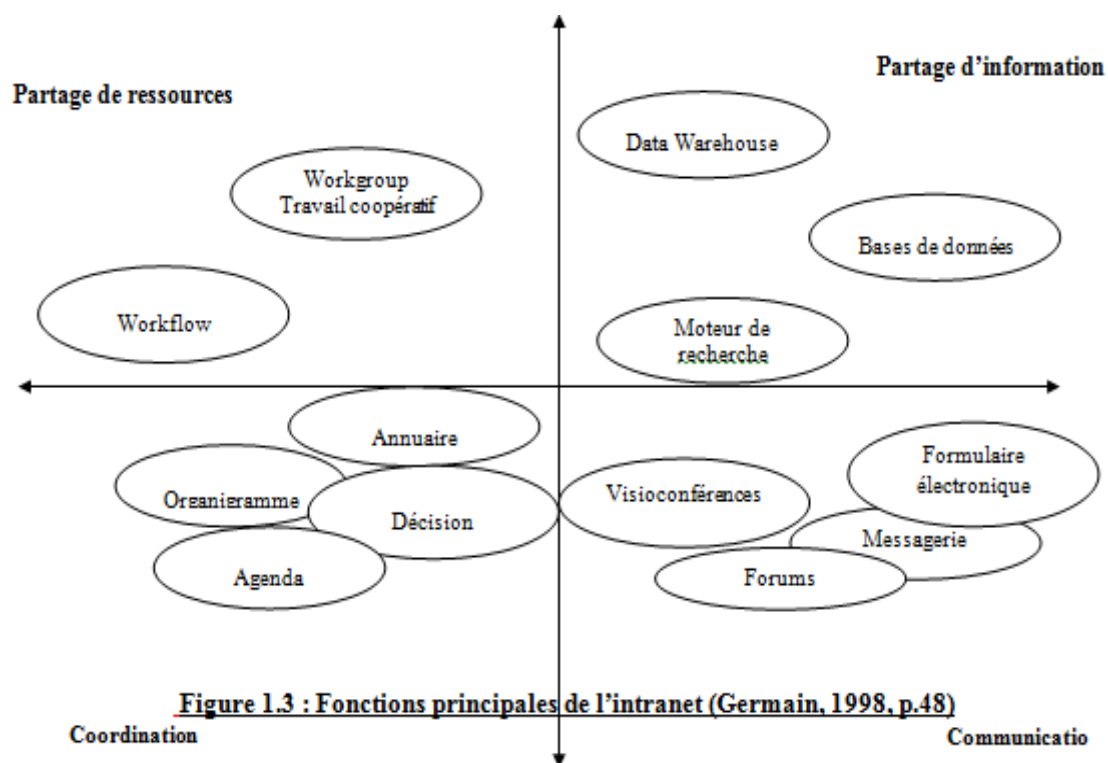 Partage d'information
Partage de ressources
Data Warehouse
Workgroup
Travail coopératif
Bases de données
Workflow
Moteur de
recherche
Annuaire
Formulaire
électronique
Organigramme
Visioconférences
Décision
Messagerie
Agenda
Forums
Figure 1.3 : Fonctions principales de l'intranet (Germain, 1998, p.48)
Coordination
Communicatio